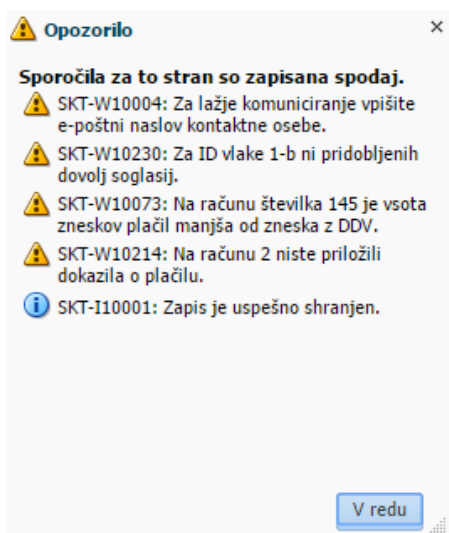 Opozorilo
Sporočila za to stran so zapisana spodaj.
SKT-W10004: Za lažje komuniciranje vpišite
e-poštni naslov kontaktne osebe.
SKT-W10230: Za ID vlake 1-b ni pridobljenih
dovolj soglasij.
SKT-W10073: Na računu številka 145 je vsota
zneskov plačil manjša od zneska z DDV.
SKT-W10214: Na računu 2 niste priložili
dokazila o plačilu.
SKT-I10001: Zapis je uspešno shranjen.
V redu